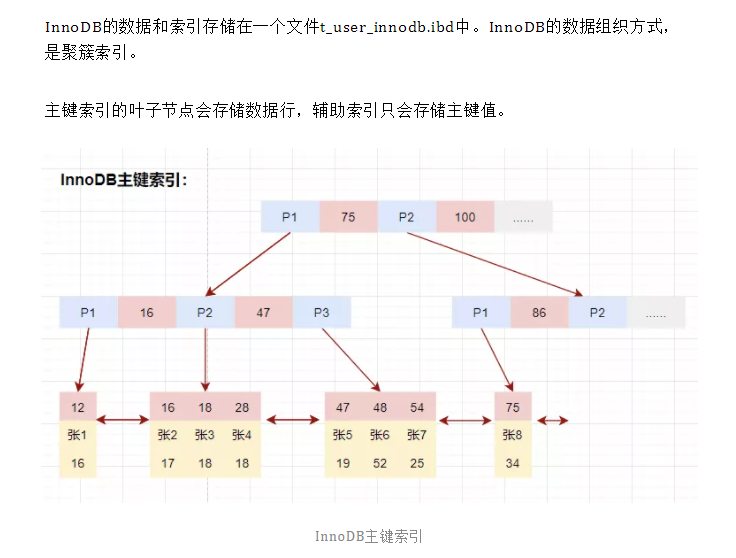 InnoDB的数据和索引存储在一个文件t_user_innodb.ibd中。InnoDB的数据组织方式，
是聚簇索引。
主键索引的叶子节点会存储数据行，辅助索引只会存储主键值。
InnoDB主键索引：
P1 75 P2 100 ......
P1 16 P2 47 P3 P1 86 P2 ......
12 16 18 28 47 48 54 75
张1 张2 张3 张4 张5 张6 张7 张8
16 17 18 18 19 52 25 34
InnoDB主键索引